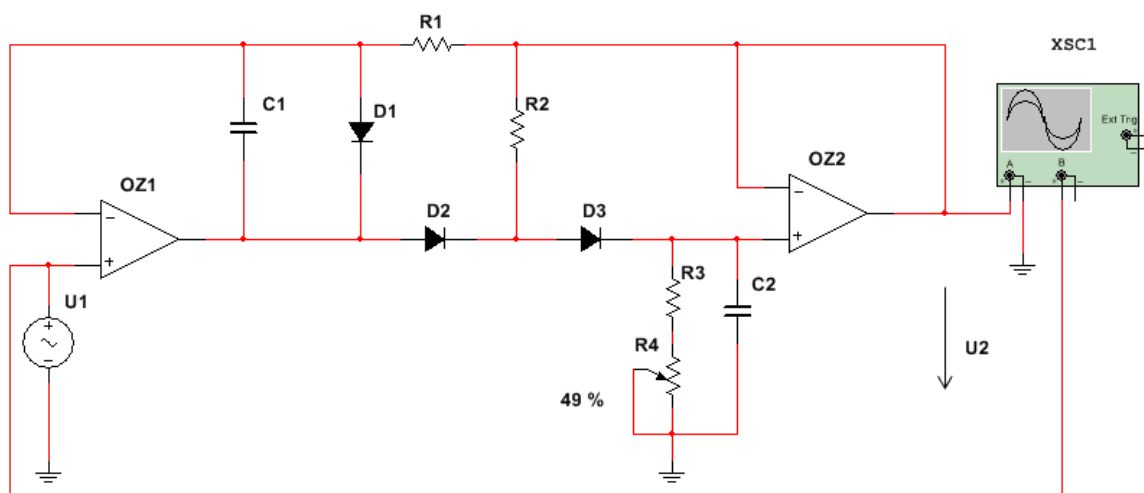 R1
XSC1
C1
D1
R2
Ext Trig
+
−
A
B
+ − + −
OZ1
OZ2
−
+
D2
D3
−
+
U1
+
−
R3
C2
R4
49 %
U2